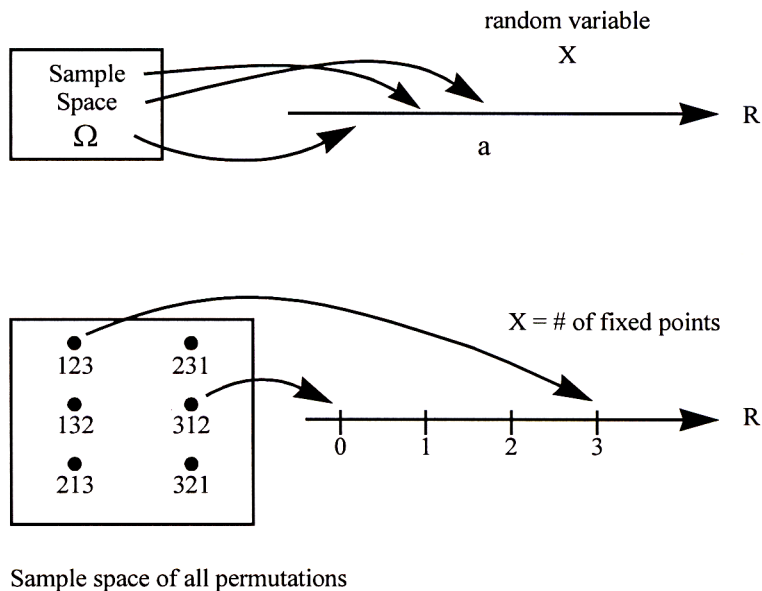 random variable
X
Sample
Space
Ω
R
a
X = # of fixed points
123 231
132 312
213 321
R
0 1 2 3
Sample space of all permutations